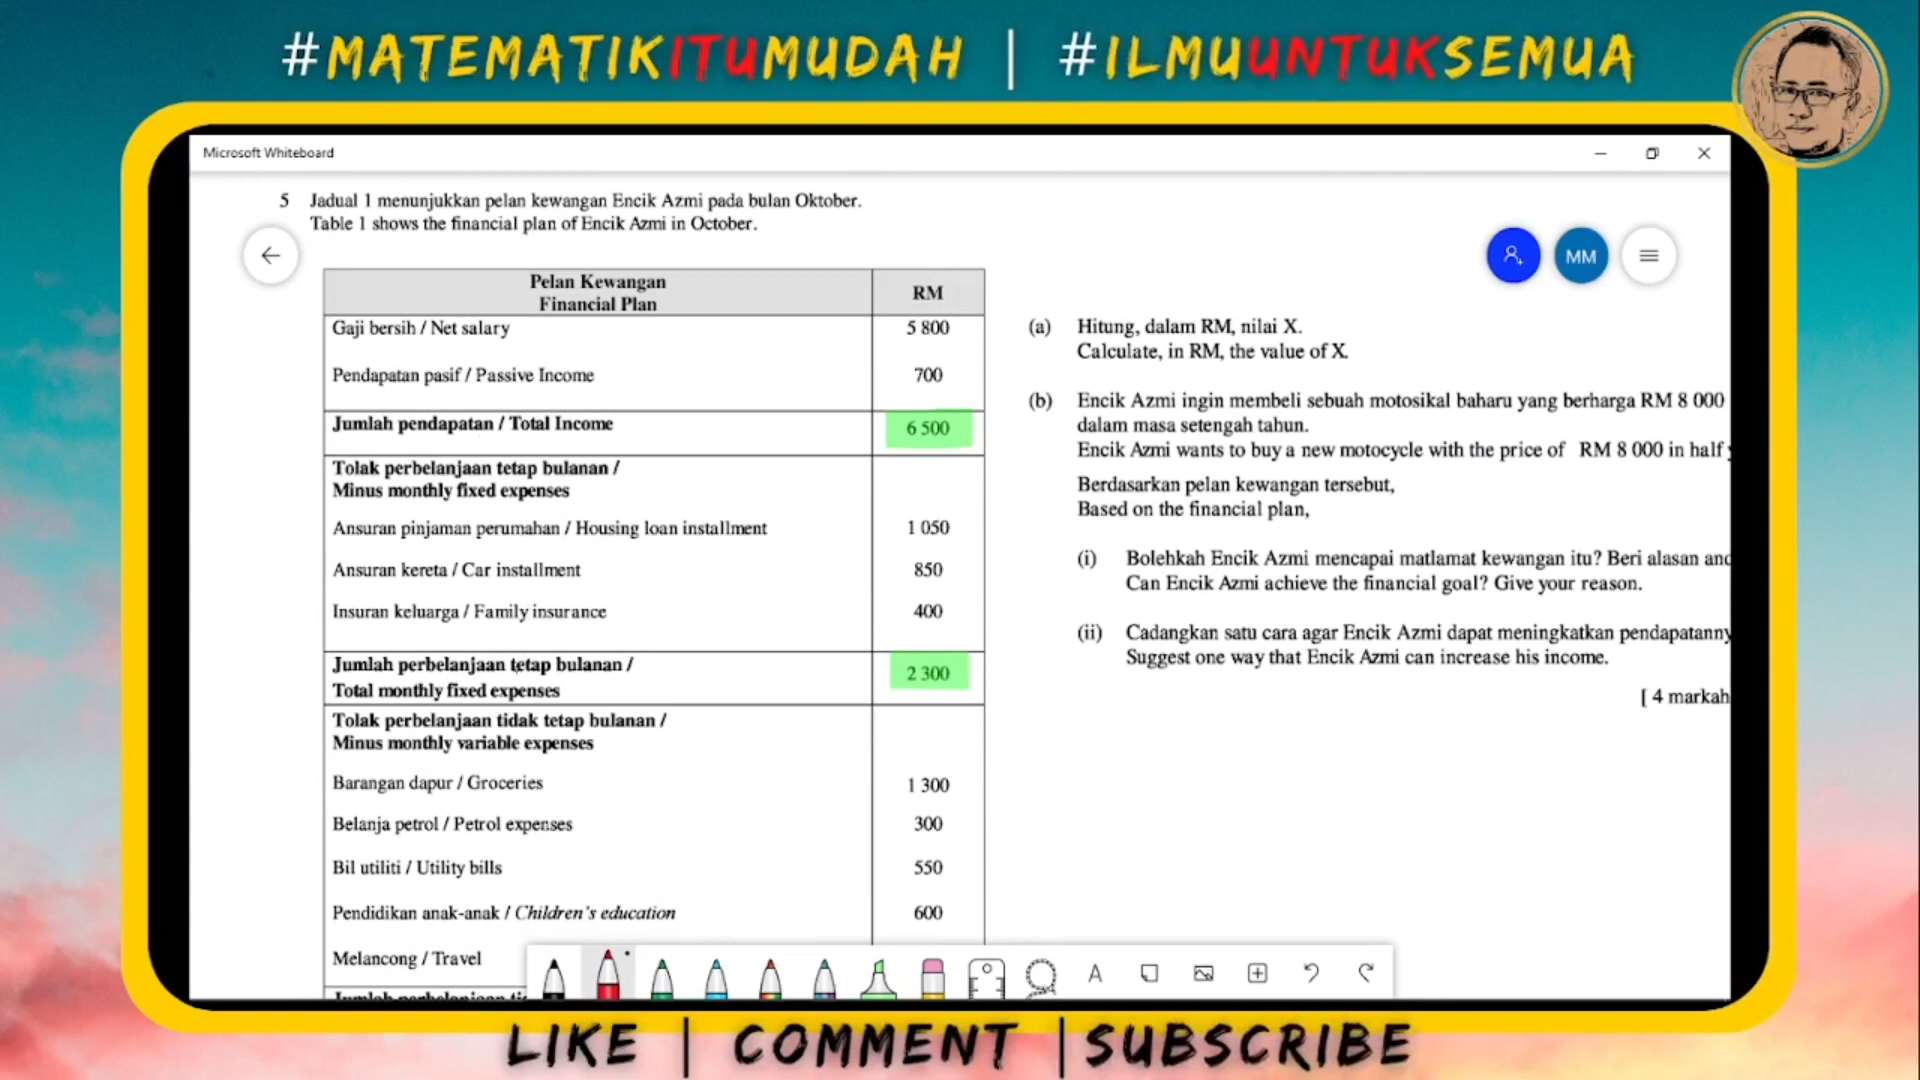 #MATEMATIKITUMUDAH | #ILMUUNTUKSEMUA
Microsoft Whiteboard
5 Jadual 1 menunjukkan pelan kewangan Encik Azmi pada bulan Oktober.
Table 1 shows the financial plan of Encik Azmi in October.
MM
Pelan Kewangan
Financial Plan
RM
Gaji bersih / Net salary 5 800
Pendapatan pasif / Passive Income 700
Jumlah pendapatan / Total Income 6 500
Tolak perbelanjaan tetap bulanan /
Minus monthly fixed expenses
Ansuran pinjaman perumahan / Housing loan installment 1 050
Ansuran kereta / Car installment 850
Insuran keluarga / Family insurance 400
Jumlah perbelanjaan tetap bulanan /
Total monthly fixed expenses 2 300
Tolak perbelanjaan tidak tetap bulanan /
Minus monthly variable expenses
Barangan dapur / Groceries 1 300
Belanja petrol / Petrol expenses 300
Bil utiliti / Utility bills 550
Pendidikan anak-anak / Children's education 600
Melancong / Travel
Jumlah perbelanjaan
(a) Hitung, dalam RM, nilai X.
Calculate, in RM, the value of X.
(b) Encik Azmi ingin membeli sebuah motosikal baharu yang berharga RM 8 000
dalam masa setengah tahun.
Encik Azmi wants to buy a new motocycle with the price of RM 8 000 in half
Berdasarkan pelan kewangan tersebut,
Based on the financial plan,
(i) Bolehkah Encik Azmi mencapai matlamat kewangan itu? Beri alasan and
Can Encik Azmi achieve the financial goal? Give your reason.
(ii) Cadangkan satu cara agar Encik Azmi dapat meningkatkan pendapatanny
Suggest one way that Encik Azmi can increase his income.
[ 4 markah
LIKE | COMMENT | SUBSCRIBE